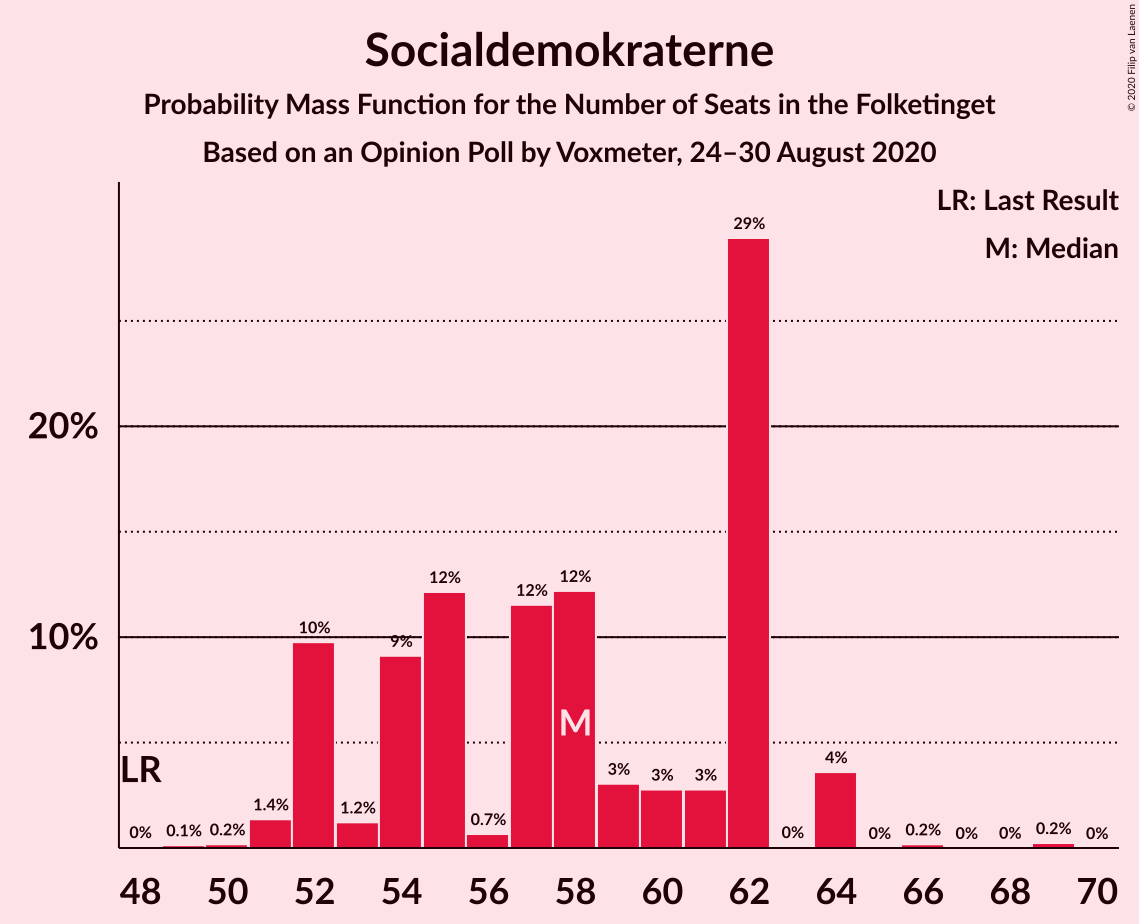 Socialdemokraterne
Probability Mass Function for the Number of Seats in the Folketinget
Based on an Opinion Poll by Voxmeter, 24–30 August 2020
© 2020 Filip van Laenen
LR: Last Result
M: Median
20%
10%
0%
0.1%
0.2%
1.4%
10%
1.2%
9%
12%
0.7%
12%
12%
3%
3%
3%
29%
0%
4%
0%
0.2%
0%
0%
0.2%
0%
LR
M
48 50 52 54 56 58 60 62 64 66 68 70